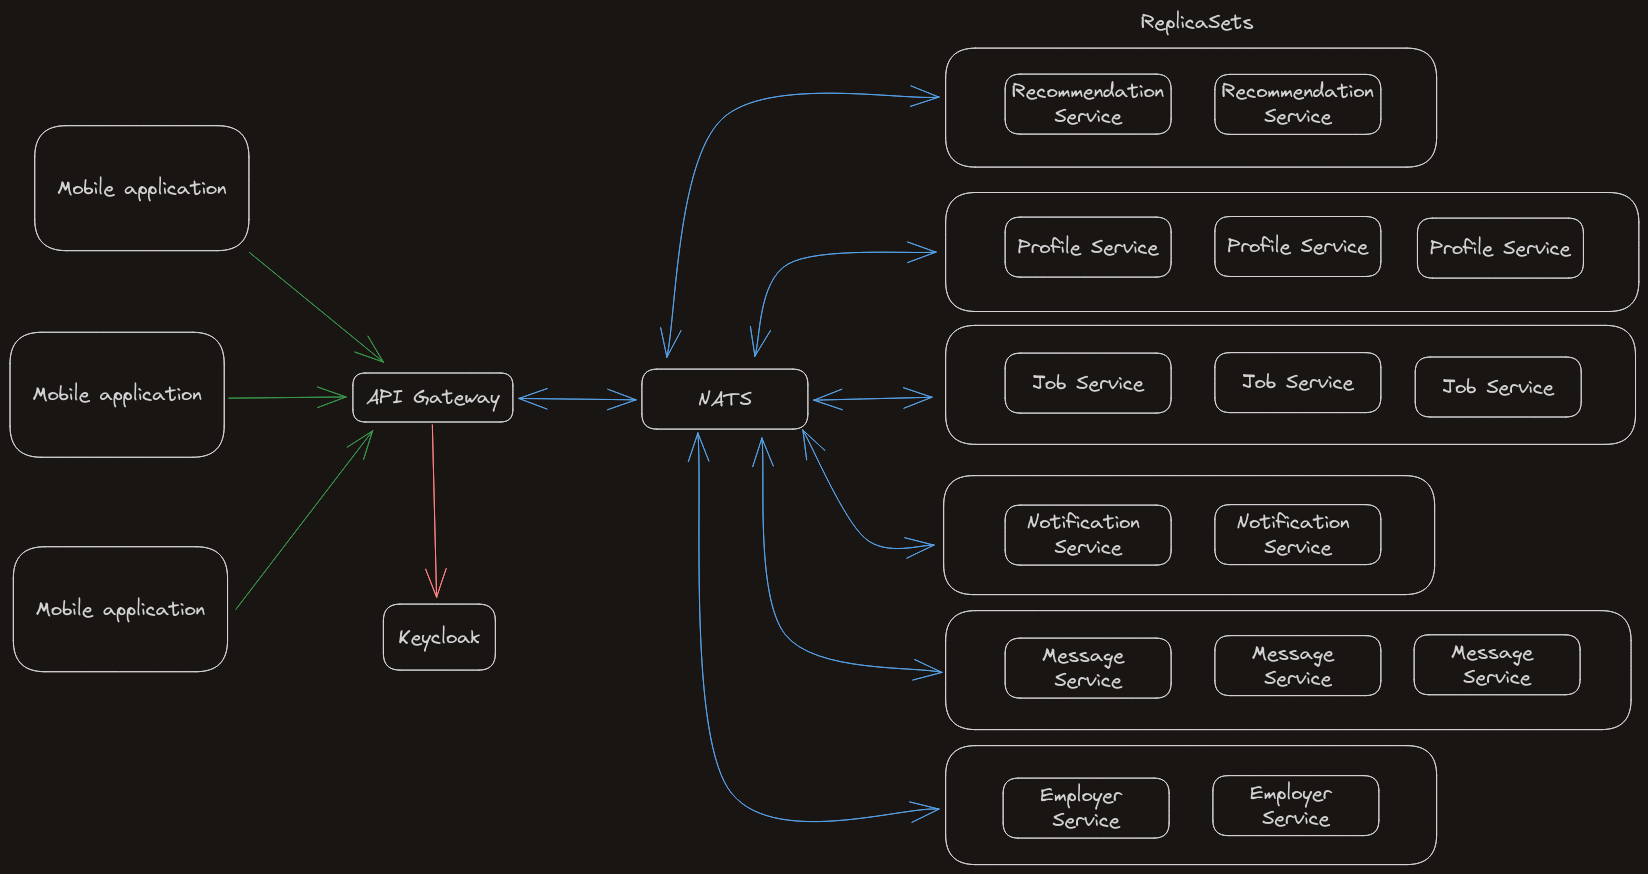 ReplicaSets
Recommendation
Service
Recommendation
Service
Mobile application
Profile Service
Profile Service
Profile Service
Mobile application
API Gateway
NATS
Job Service
Job Service
Job Service
Notification
Service
Notification
Service
Mobile application
Keycloak
Message
Service
Message
Service
Message
Service
Employer
Service
Employer
Service